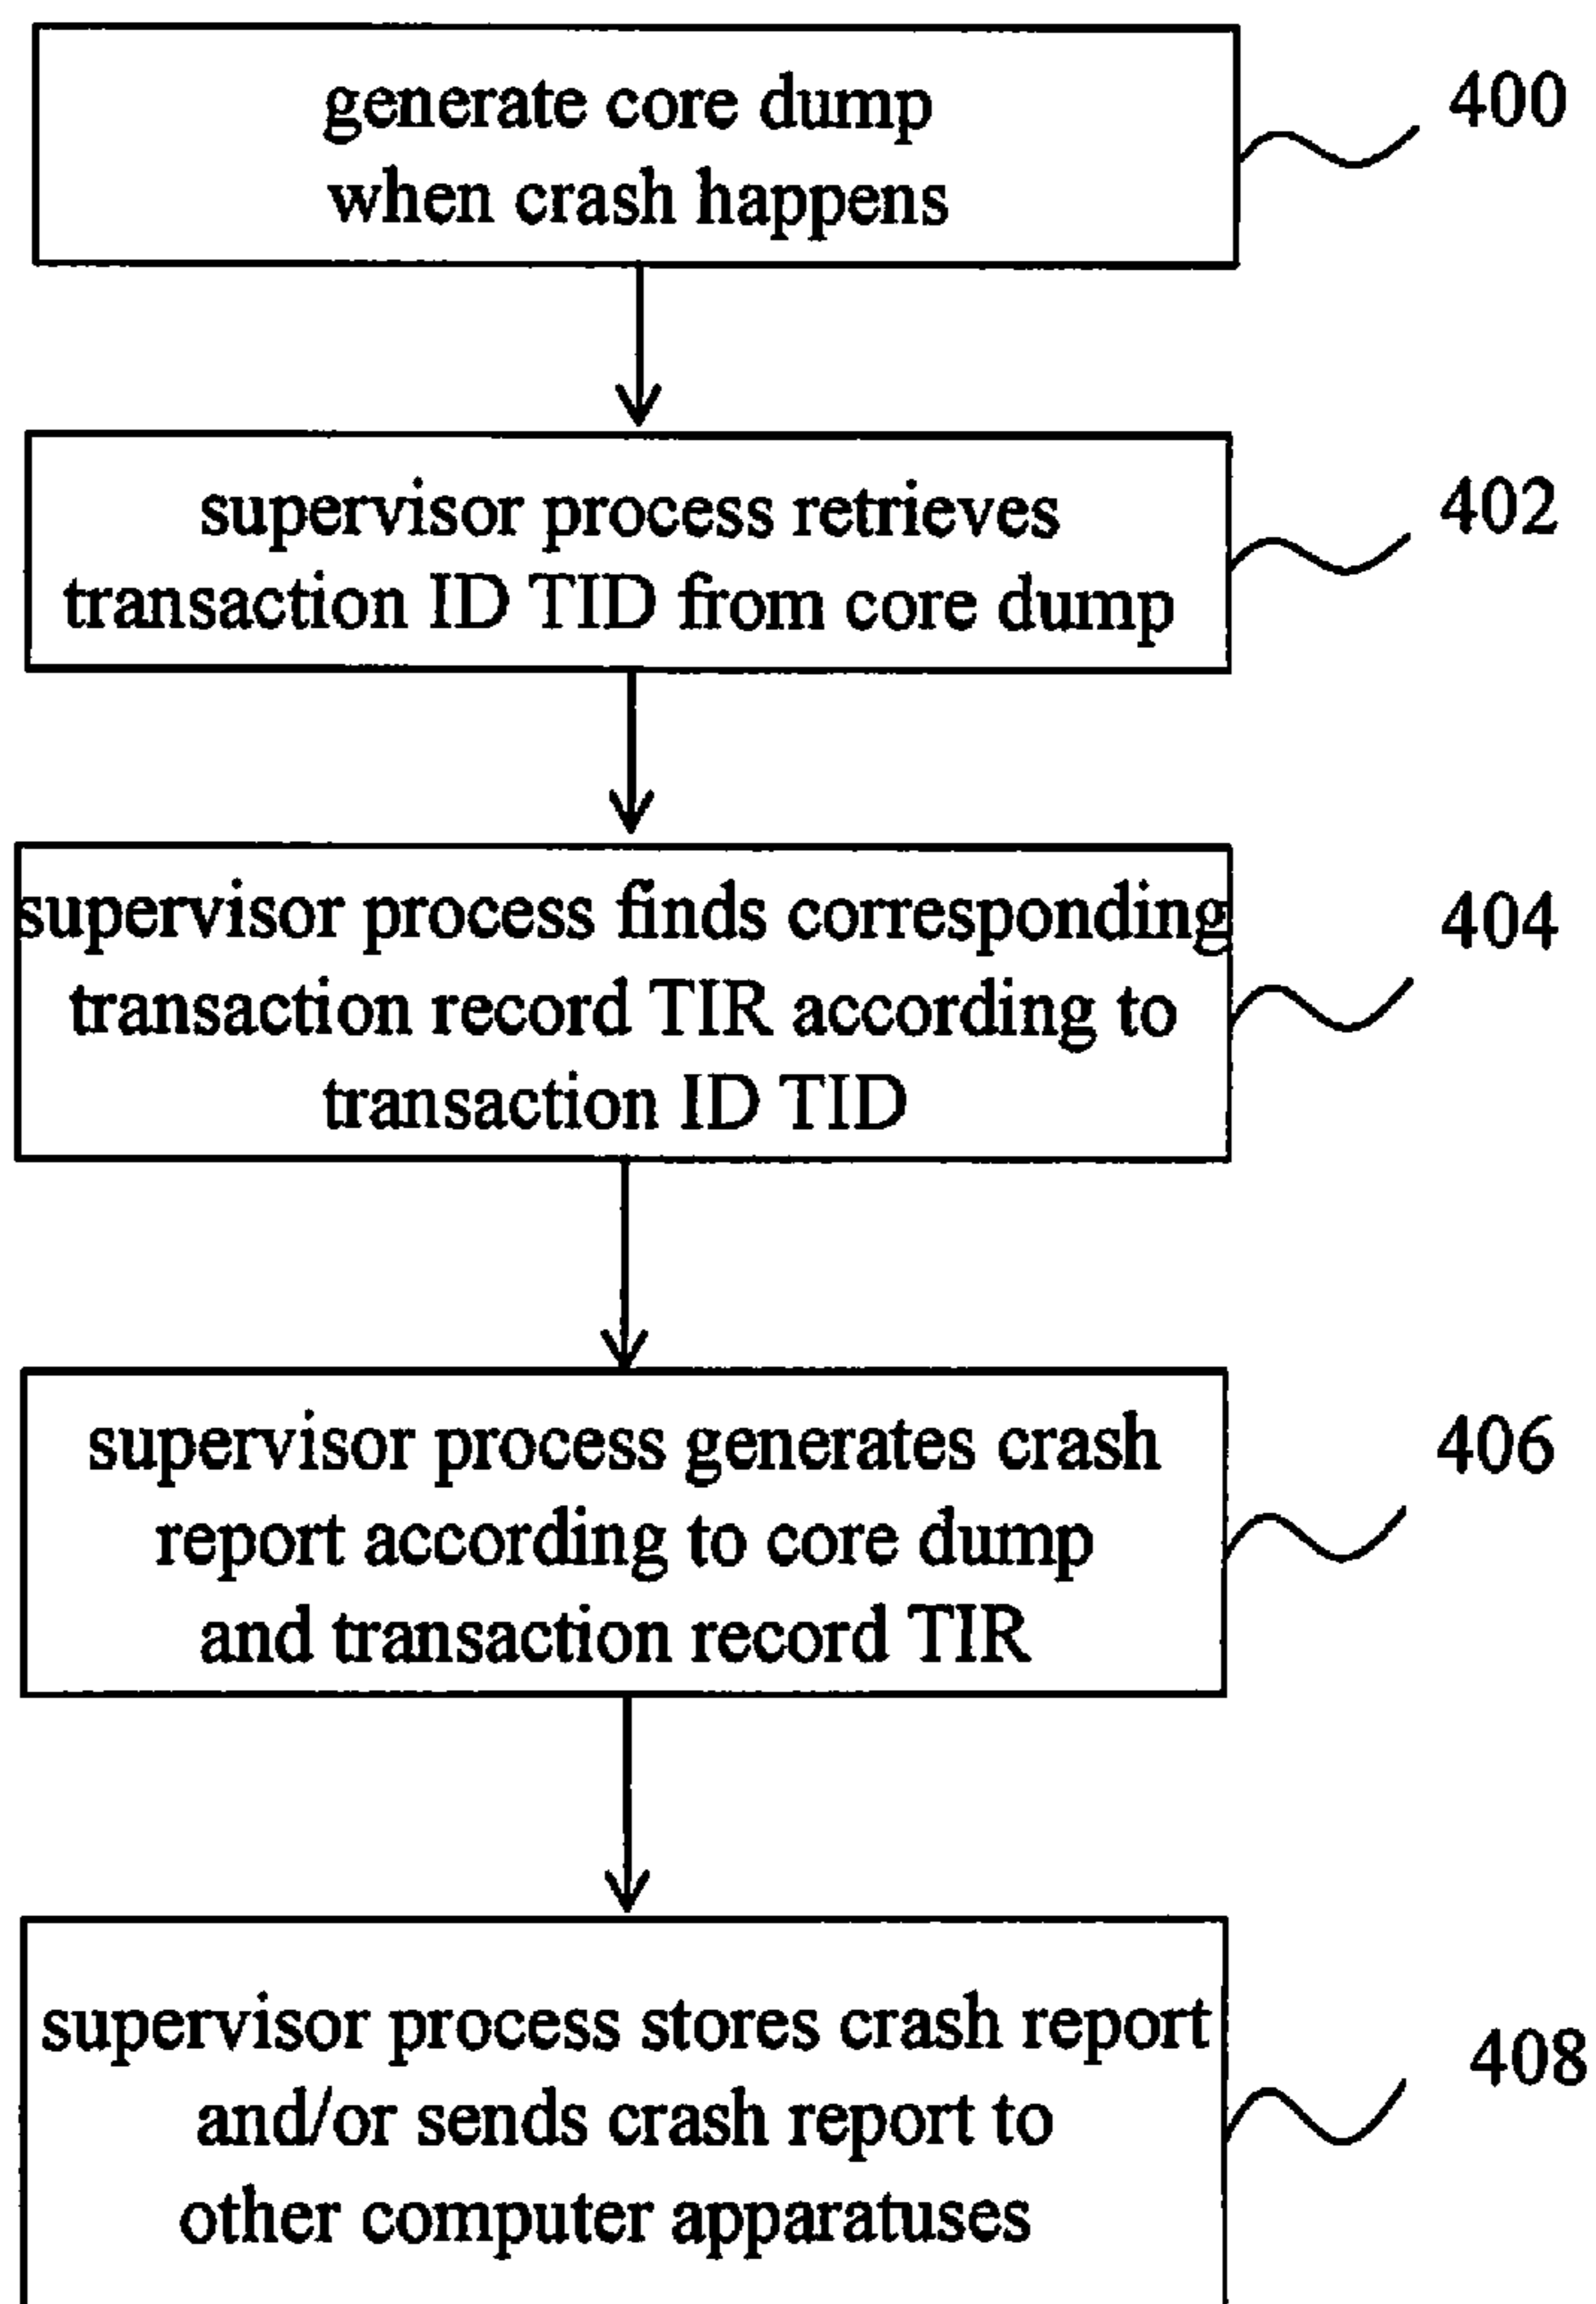 generate core dump
when crash happens
400
supervisor process retrieves
transaction ID TID from core dump
402
supervisor process finds corresponding
transaction record TIR according to
transaction ID TID
404
supervisor process generates crash
report according to core dump
and transaction record TIR
406
supervisor process stores crash report
and/or sends crash report to
other computer apparatuses
408